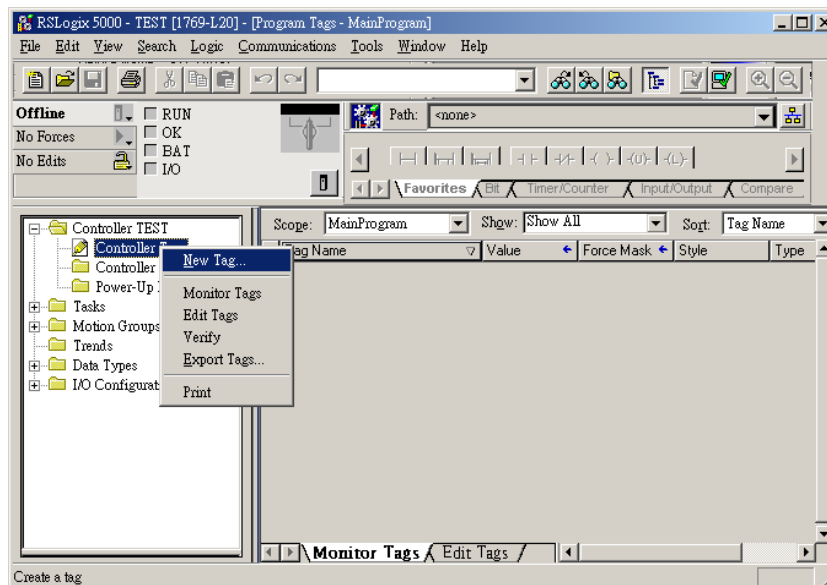 RSLogix 5000 - TEST [1769-L20] - [Program Tags - MainProgram]
File Edit View Search Logic Communications Tools Window Help
Offline
RUN
No Forces
OK
No Edits
BAT
I/O
Path: <none>
Favorites Bit Timer/Counter Input/Output Compare
Controller TEST
Controller
Controller
Power-Up
Tasks
Motion Groups
Trends
Data Types
I/O Configurat
New Tag...
Monitor Tags
Edit Tags
Verify
Export Tags...
Print
Scope: MainProgram Show: Show All Sort: Tag Name
Tag Name Value Force Mask Style Type
Monitor Tags Edit Tags
Create a tag